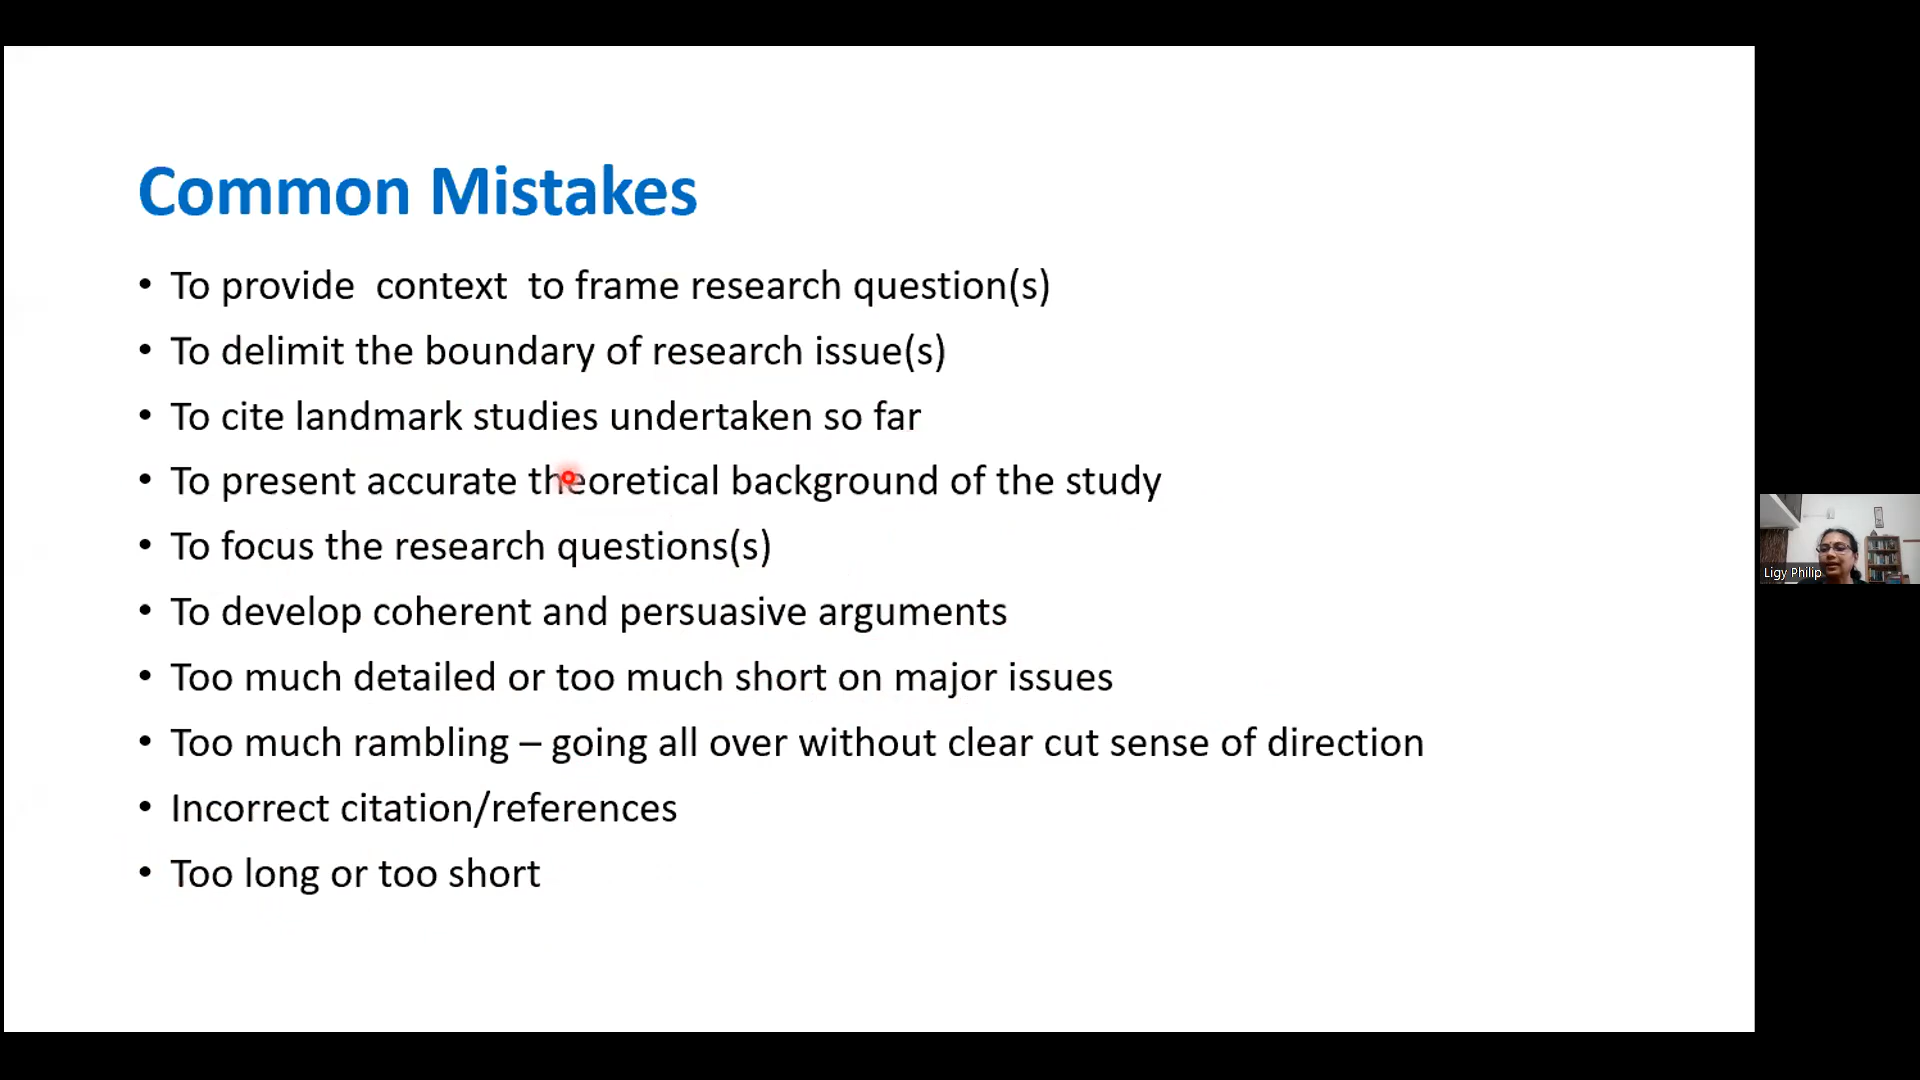 Common Mistakes
• To provide context to frame research question(s)
• To delimit the boundary of research issue(s)
• To cite landmark studies undertaken so far
• To present accurate theoretical background of the study
• To focus the research questions(s)
• To develop coherent and persuasive arguments
• Too much detailed or too much short on major issues
• Too much rambling – going all over without clear cut sense of direction
• Incorrect citation/references
• Too long or too short
Ligy Philip